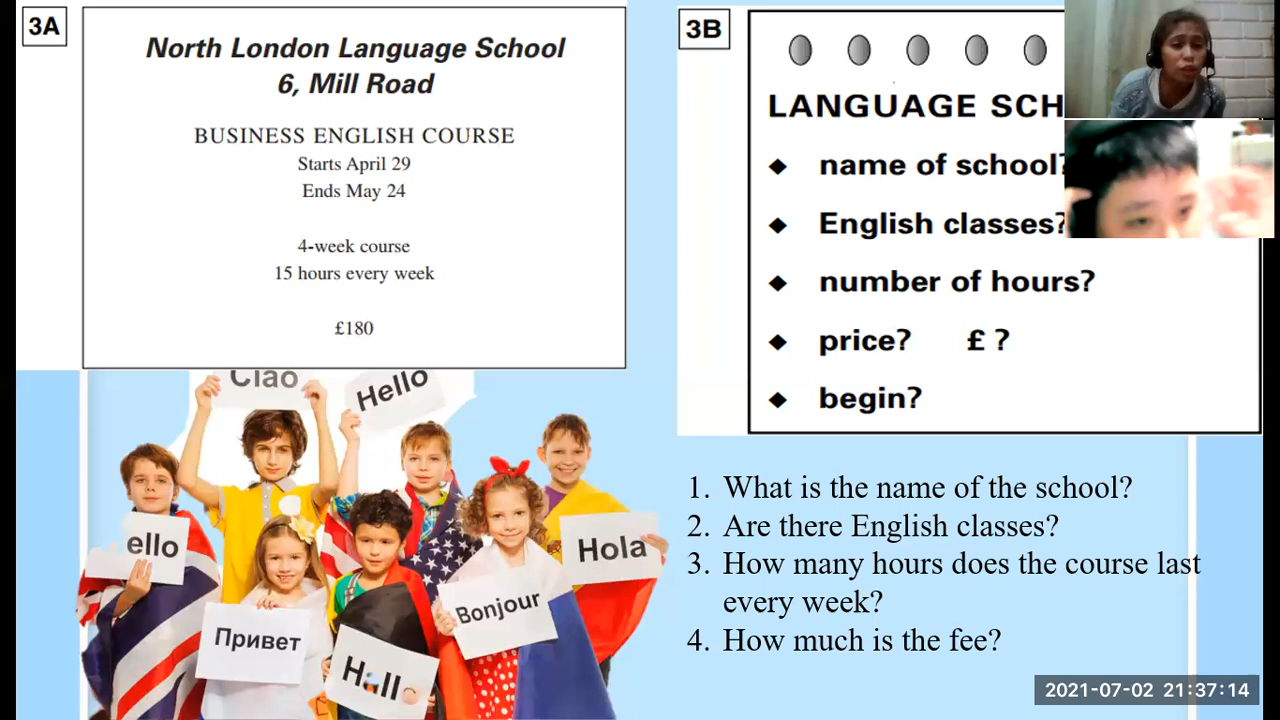 3A
North London Language School
6, Mill Road
BUSINESS ENGLISH COURSE
Starts April 29
Ends May 24
4-week course
15 hours every week
£180
3B
LANGUAGE SCH
◆ name of school?
◆ English classes?
◆ number of hours?
◆ price? £ ?
◆ begin?
Ciao
Hello
ello
Hola
Bonjour
Привет
Hallo
1. What is the name of the school?
2. Are there English classes?
3. How many hours does the course last
every week?
4. How much is the fee?
2021-07-02 21:37:14